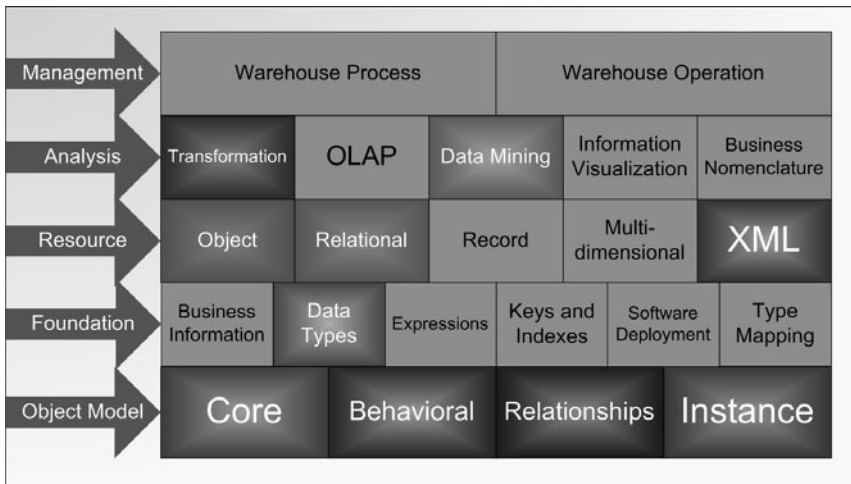 Management
Warehouse Process
Warehouse Operation
Analysis
Transformation
OLAP
Data Mining
Information
Visualization
Business
Nomenclature
Resource
Object
Relational
Record
Multi-
dimensional
XML
Foundation
Business
Information
Data
Types
Expressions
Keys and
Indexes
Software
Deployment
Type
Mapping
Object Model
Core
Behavioral
Relationships
Instance